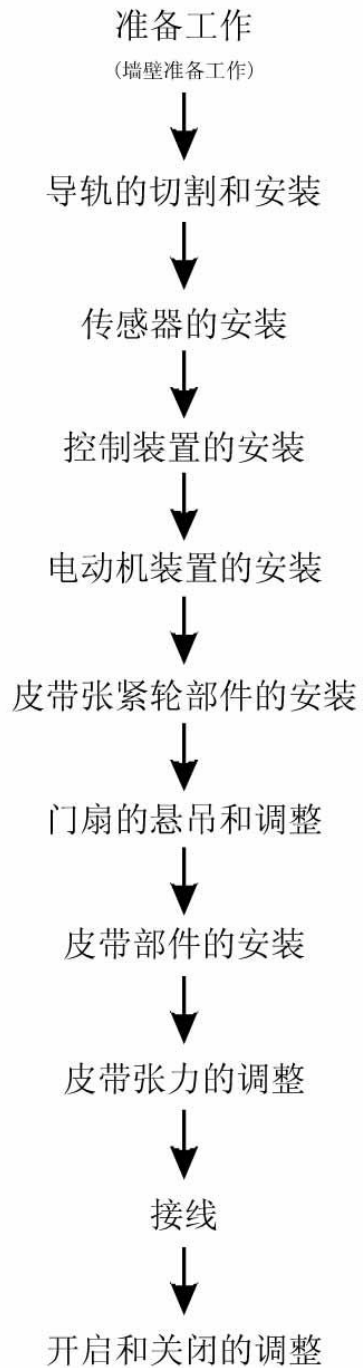 准备工作
(墙壁准备工作)
导轨的切割和安装
传感器的安装
控制装置的安装
电动机装置的安装
皮带张紧轮部件的安装
门扇的悬吊和调整
皮带部件的安装
皮带张力的调整
接线
开启和关闭的调整